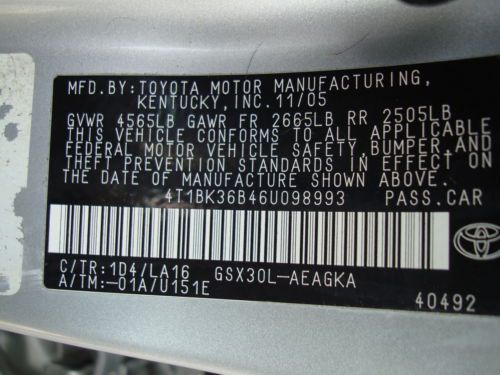 MFD. BY: TOYOTA MOTOR MANUFACTURING,
KENTUCKY, INC. 11/05
GVWR 4565LB GAWR FR 2665LB RR 2505LB
THIS VEHICLE CONFORMS TO ALL APPLICABLE
FEDERAL MOTOR VEHICLE SAFETY, BUMPER, AND
THEFT PREVENTION STANDARDS IN EFFECT ON
THE DATE OF MANUFACTURE SHOWN ABOVE.
4T1BK36B46U098993 PASS. CAR
C/TR: 1D4/LA16 GSX30L-AEAGKA
A/TM: -01A/U151E
40492
TOYOTA